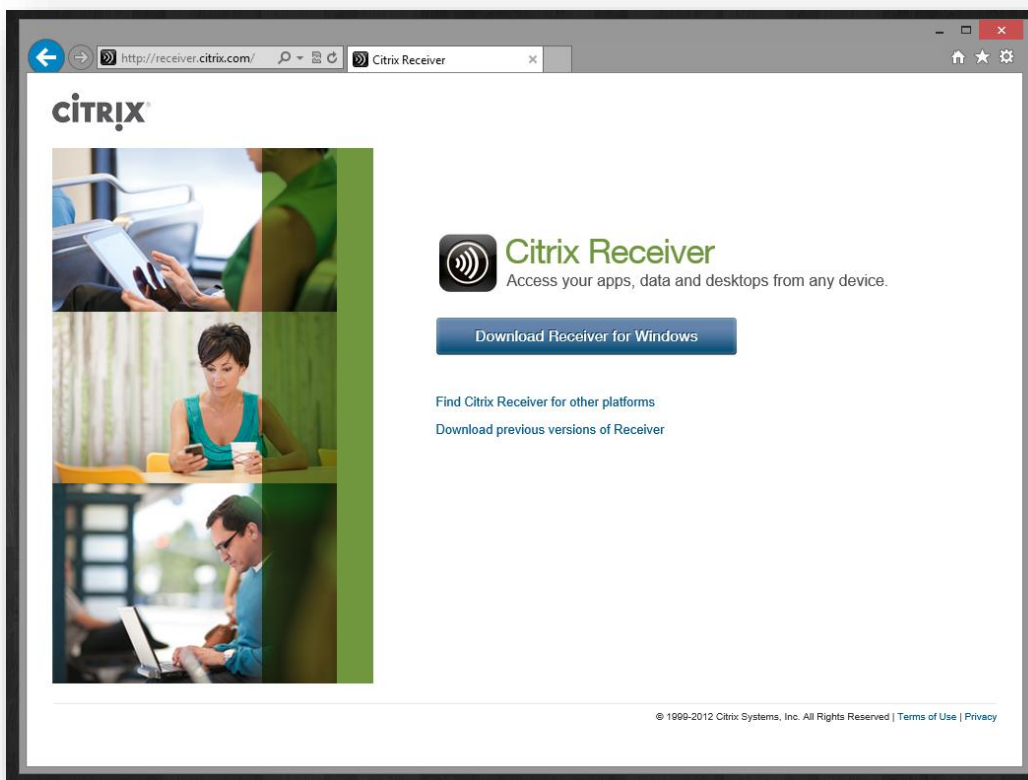 http://receiver.citrix.com/
Citrix Receiver
CİTRIX
Citrix Receiver
Access your apps, data and desktops from any device.
Download Receiver for Windows
Find Citrix Receiver for other platforms
Download previous versions of Receiver
© 1999-2012 Citrix Systems, Inc. All Rights Reserved | Terms of Use | Privacy